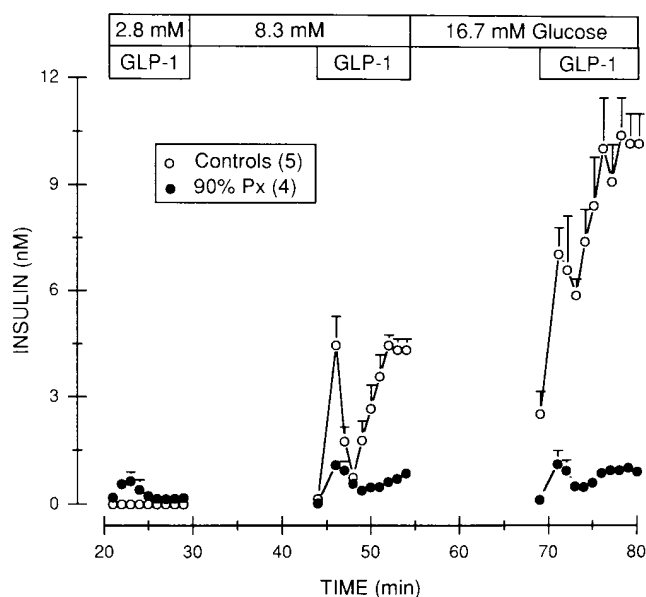 2.8 mM 8.3 mM 16.7 mM Glucose
GLP-1 GLP-1 GLP-1
12
9
6
3
0
INSULIN (nM)
Controls (5)
90% Px (4)
20 30 40 50 60 70 80
TIME (min)